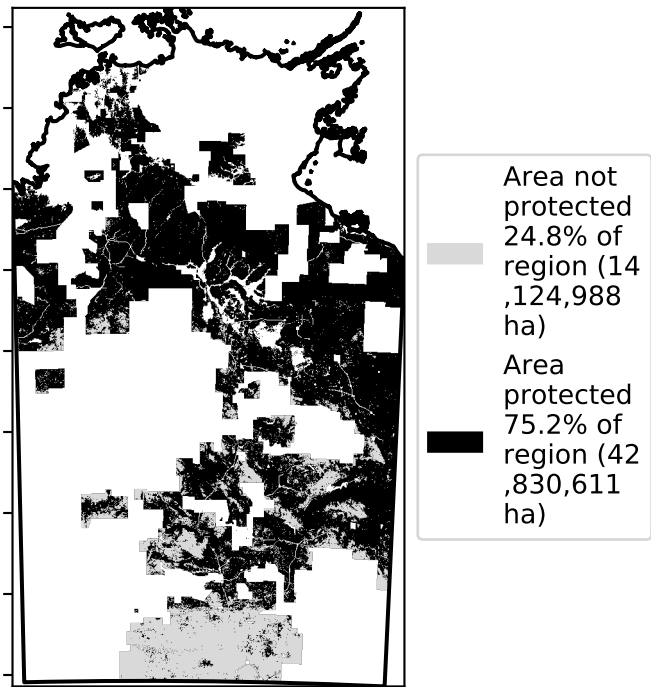 Area not
protected
24.8% of
region (14
,124,988
ha)
Area
protected
75.2% of
region (42
,830,611
ha)